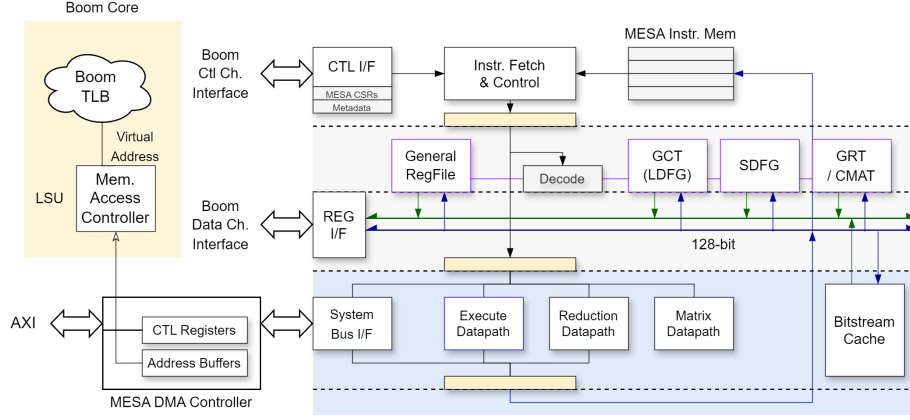 Boom Core
Boom
TLB
Virtual
Address
LSU
Mem.
Access
Controller
Boom
Ctl Ch.
Interface
CTL I/F
MESA CSRs
Metadata
Instr. Fetch
& Control
MESA Instr. Mem
General
RegFile
Decode
GCT
(LDFG)
SDFG
GRT
/ CMAT
Boom
Data Ch.
Interface
REG
I/F
128-bit
AXI
CTL Registers
Address Buffers
MESA DMA Controller
System
Bus I/F
Execute
Datapath
Reduction
Datapath
Matrix
Datapath
Bitstream
Cache